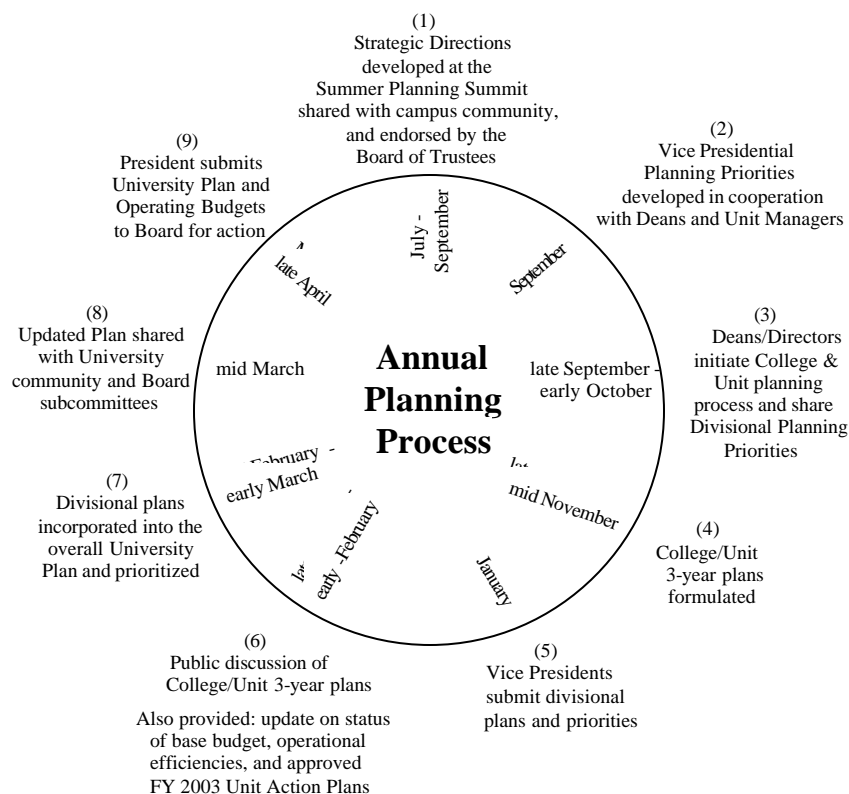 (1)
Strategic Directions
developed at the
Summer Planning Summit
shared with campus community,
and endorsed by the
Board of Trustees
(2)
Vice Presidential
Planning Priorities
developed in cooperation
with Deans and Unit Managers
(3)
Deans/Directors
initiate College &
Unit planning
process and share
Divisional Planning
Priorities
(4)
College/Unit
3-year plans
formulated
(5)
Vice Presidents
submit divisional
plans and priorities
(6)
Public discussion of
College/Unit 3-year plans
Also provided: update on status
of base budget, operational
efficiencies, and approved
FY 2003 Unit Action Plans
(7)
Divisional plans
incorporated into the
overall University
Plan and prioritized
(8)
Updated Plan shared
with University
community and Board
subcommittees
(9)
President submits
University Plan and
Operating Budgets
to Board for action
July -
September
September
late September -
early October
mid November
January
early -February
February -
early March
mid March
late April
Annual
Planning
Process